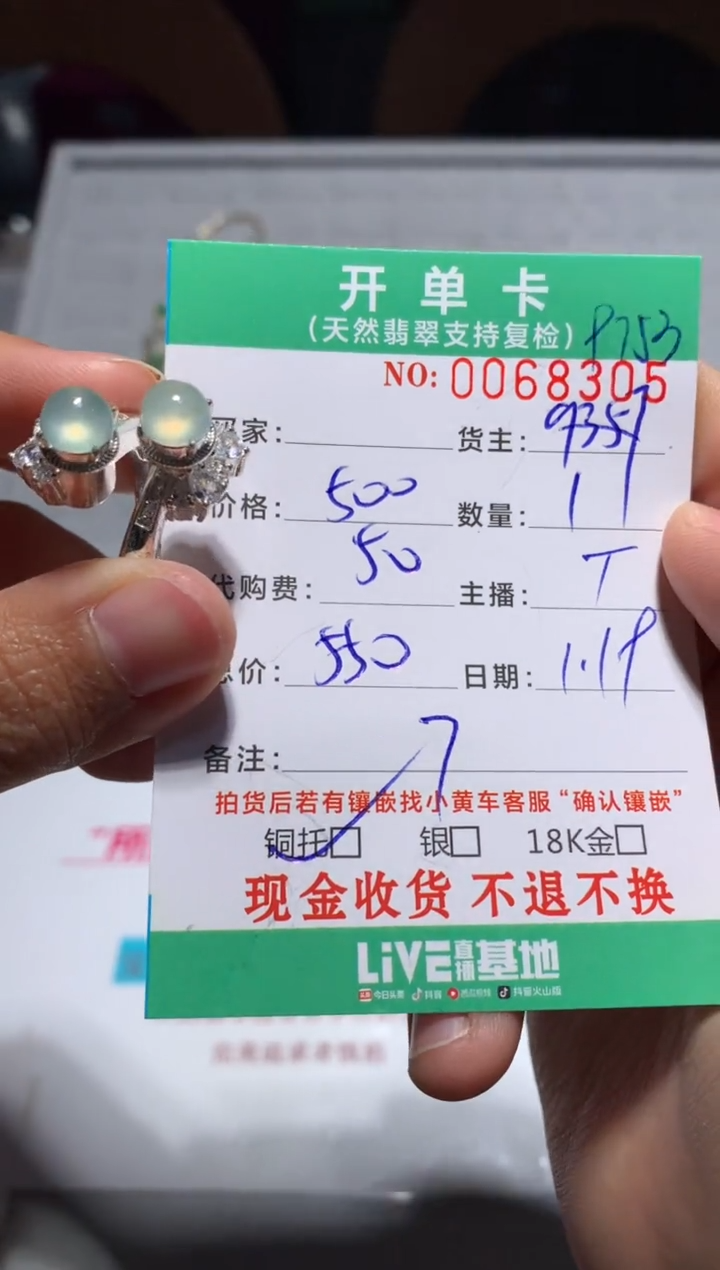 开单卡
(天然翡翠支持复检)
NO: 0068305
家: 货主: 9357
价格: 500 数量: 1
代购费: 50 主播: T
总价: 550 日期: 1.19
备注:
拍货后若有镶嵌找小黄车客服“确认镶嵌”
铜托□ 银□ 18K金□
现金收货 不退不换
LiVE直播基地
今日头条 抖音 西瓜视频 抖音火山版